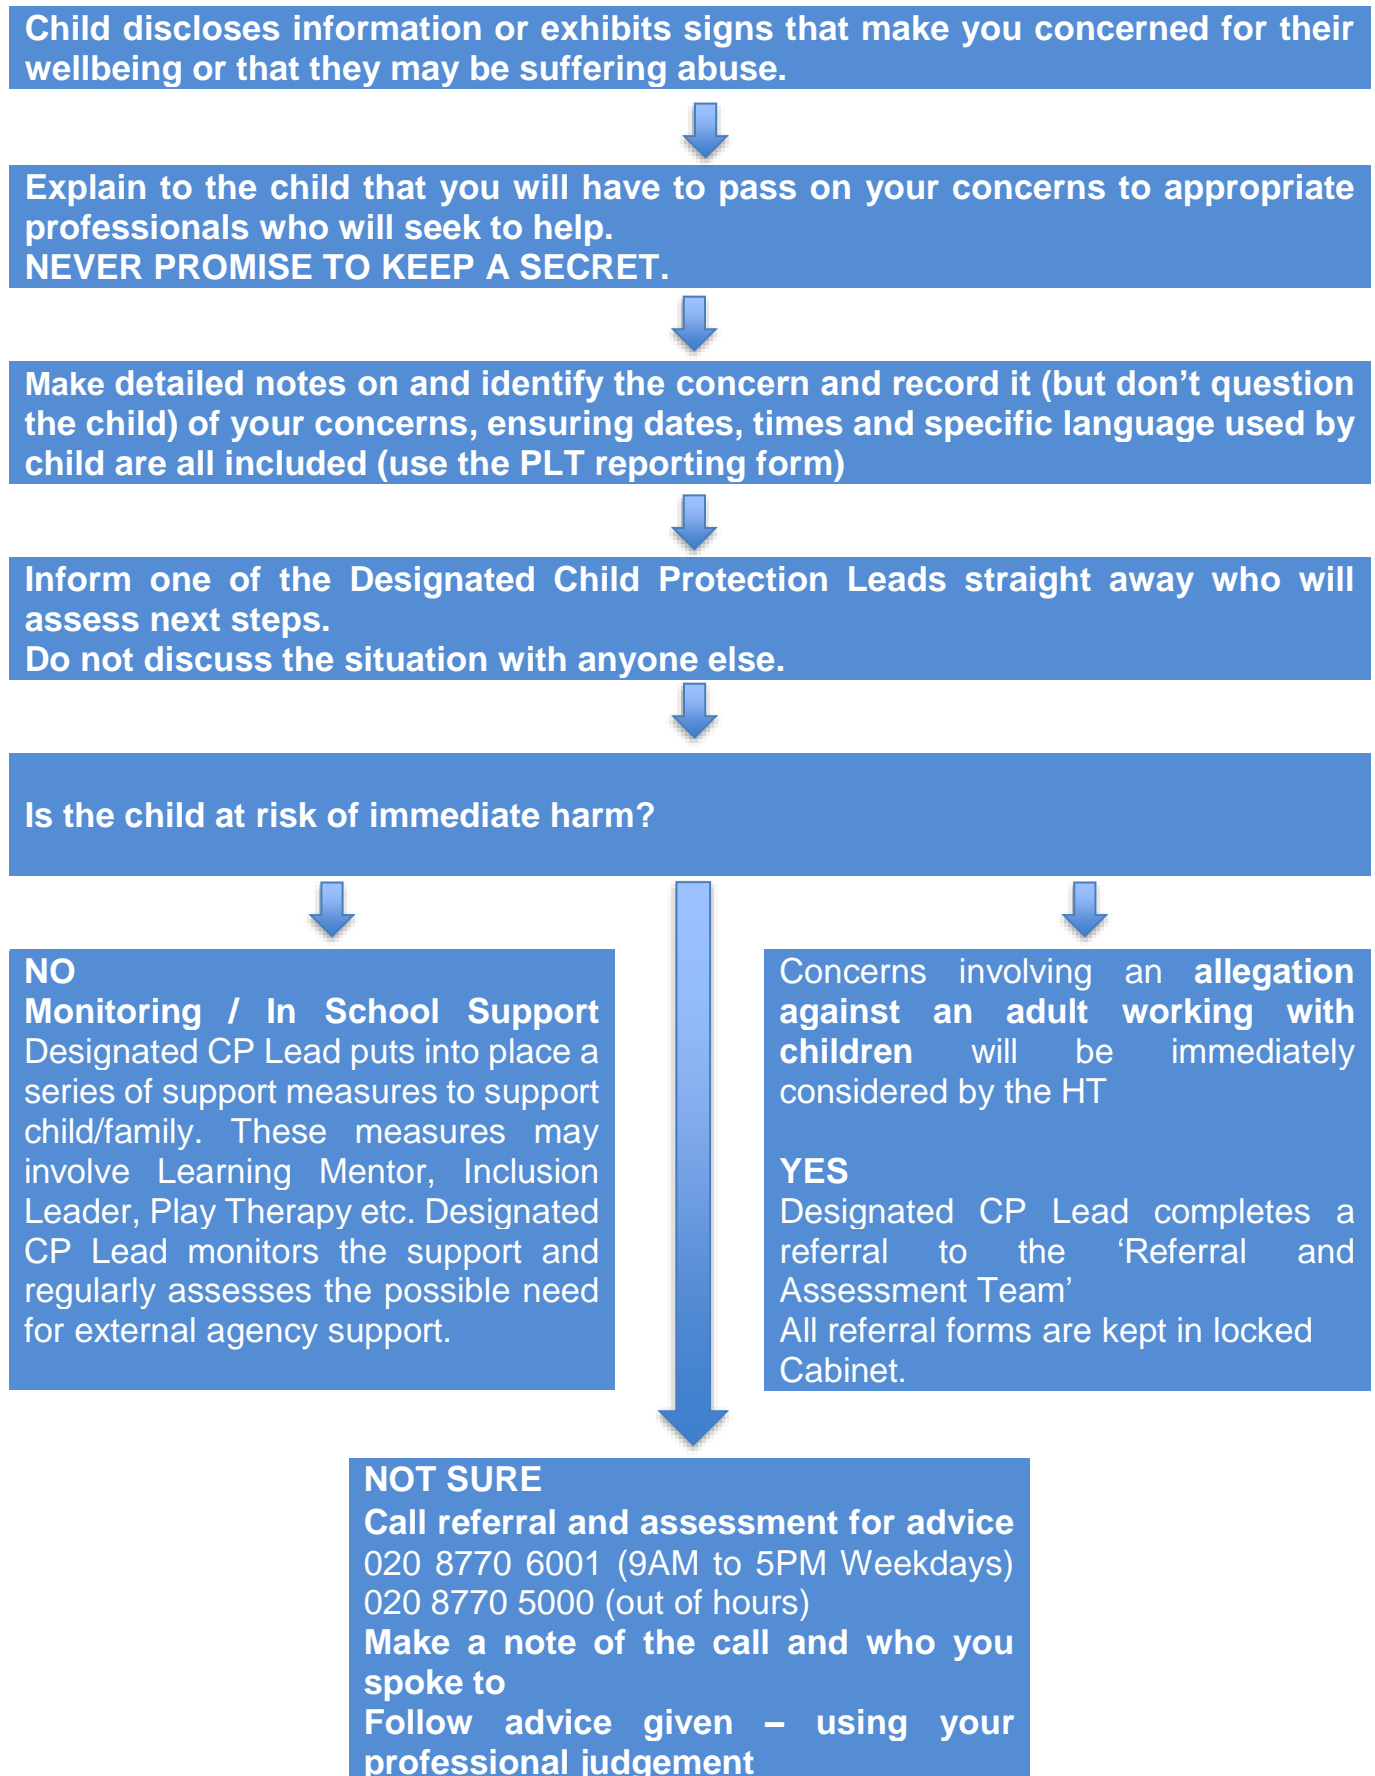 Child discloses information or exhibits signs that make you concerned for their
wellbeing or that they may be suffering abuse.
Explain to the child that you will have to pass on your concerns to appropriate
professionals who will seek to help.
NEVER PROMISE TO KEEP A SECRET.
Make detailed notes on and identify the concern and record it (but don’t question
the child) of your concerns, ensuring dates, times and specific language used by
child are all included (use the PLT reporting form)
Inform one of the Designated Child Protection Leads straight away who will
assess next steps.
Do not discuss the situation with anyone else.
Is the child at risk of immediate harm?
NO
Monitoring / In School Support
Designated CP Lead puts into place a
series of support measures to support
child/family. These measures may
involve Learning Mentor, Inclusion
Leader, Play Therapy etc. Designated
CP Lead monitors the support and
regularly assesses the possible need
for external agency support.
Concerns involving an allegation
against an adult working with
children will be immediately
considered by the HT
YES
Designated CP Lead completes a
referral to the ‘Referral and
Assessment Team’
All referral forms are kept in locked
Cabinet.
NOT SURE
Call referral and assessment for advice
020 8770 6001 (9AM to 5PM Weekdays)
020 8770 5000 (out of hours)
Make a note of the call and who you
spoke to
Follow advice given – using your
professional judgement